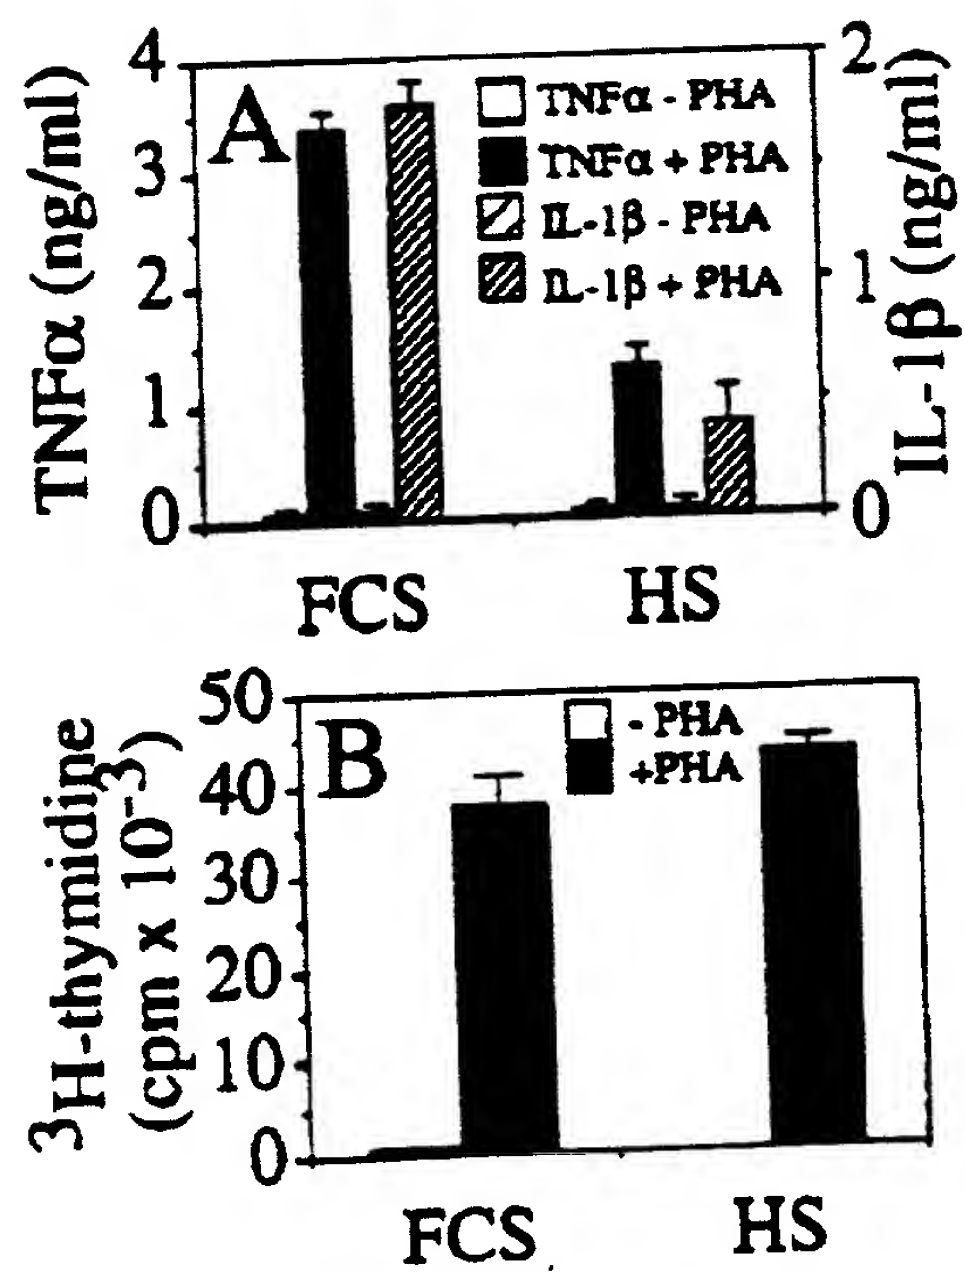 A
TNFα (ng/ml)
4
3
2
1
0
TNFα - PHA
TNFα + PHA
IL-1β - PHA
IL-1β + PHA
2
1
0
IL-1β (ng/ml)
FCS
HS
B
³H-thymidine
(cpm x 10⁻³)
50
40
30
20
10
0
- PHA
+PHA
FCS
HS